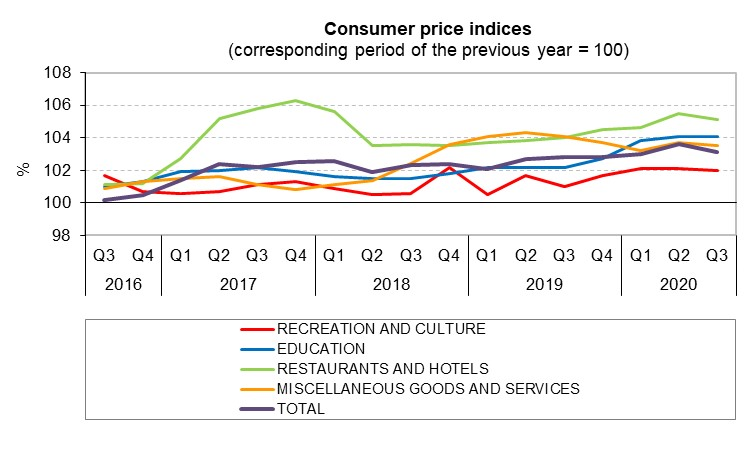 Consumer price indices
(corresponding period of the previous year = 100)
108
106
104
102
100
98
%
Q3 Q4 Q1 Q2 Q3 Q4 Q1 Q2 Q3 Q4 Q1 Q2 Q3 Q4 Q1 Q2 Q3
2016 2017 2018 2019 2020
RECREATION AND CULTURE
EDUCATION
RESTAURANTS AND HOTELS
MISCELLANEOUS GOODS AND SERVICES
TOTAL